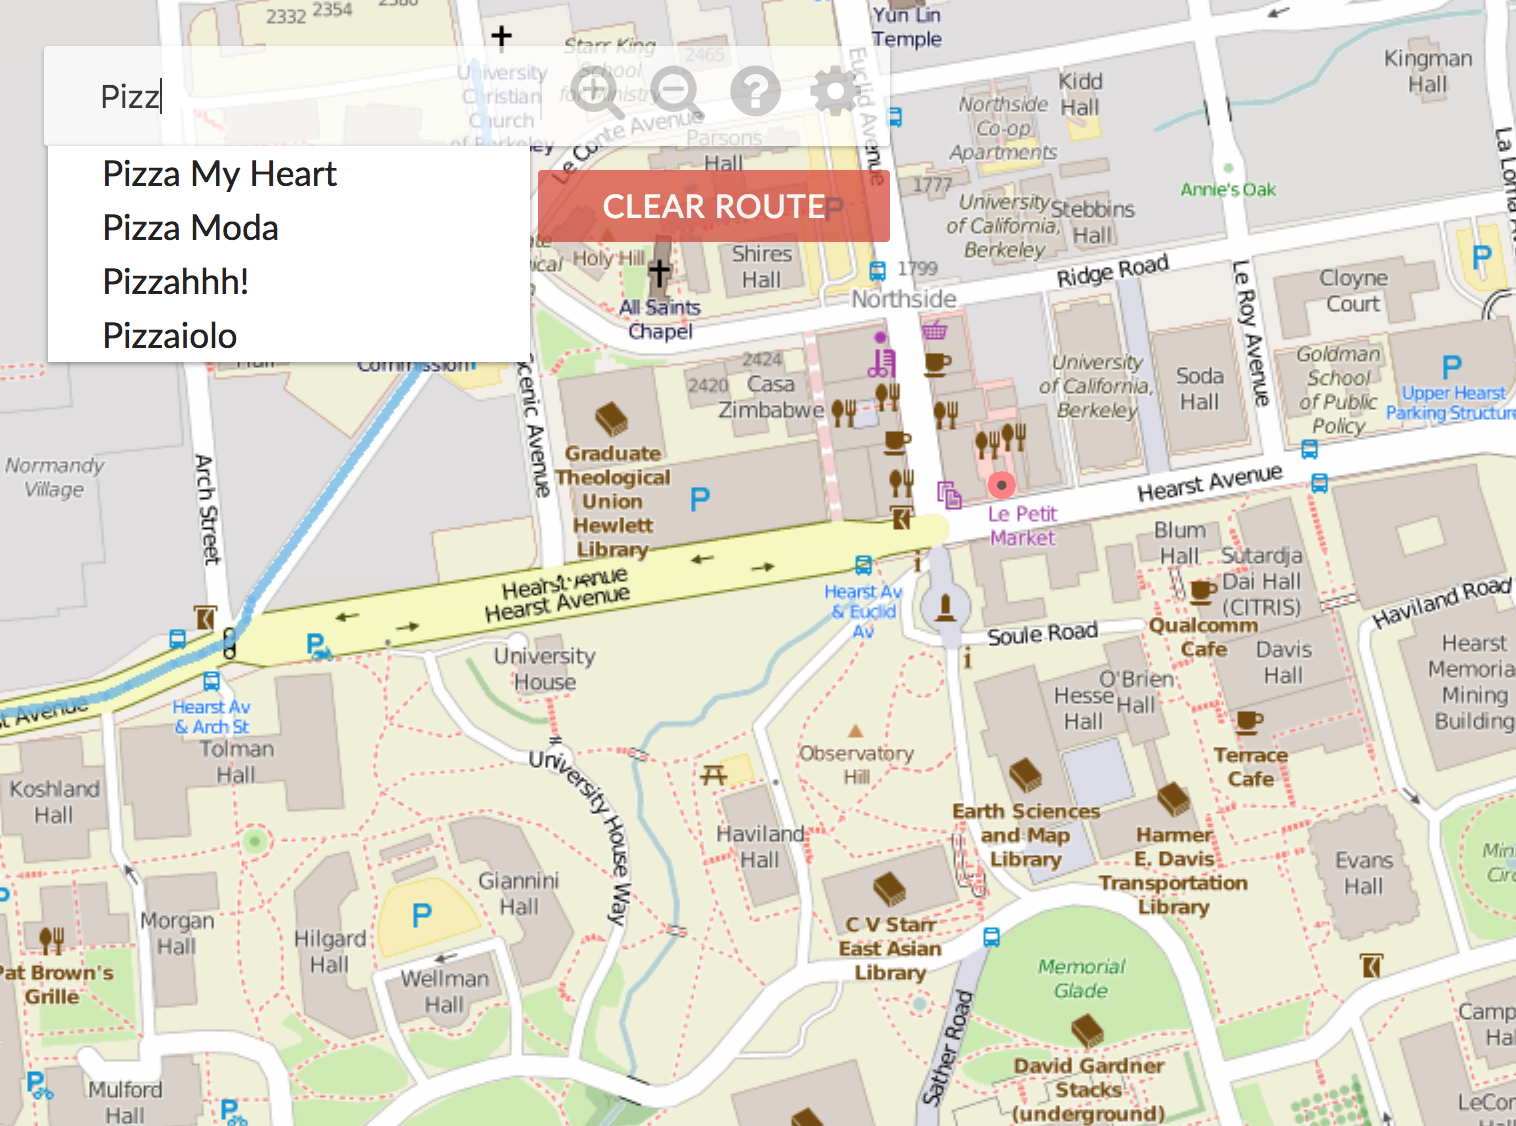 2332
2354
Yun Lin
Temple
Starr King
School
for Ministry
2465
Euclid Avenue
Kingman
Hall
Pizz
University
Christian
Church
of Berkeley
Kidd
Hall
Northside
Co-op
Apartments
Le Conte Avenue
Parsons
Hall
La Loma
Pizza My Heart
Pizza Moda
Pizzahhh!
Pizzaiolo
CLEAR ROUTE
P
1777
Annie's Oak
University
of California,
Berkeley
Stebbins
Hall
Holy Hill
Shires
Hall
1799
Ridge Road
P
Northside
Cloyne
Court
All Saints
Chapel
Le Roy Avenue
Commission
Scenic Avenue
2424
2420
Casa
Zimbabwe
University
of California,
Berkeley
Soda
Hall
Goldman
School
of Public
Policy
P
Upper Hearst
Parking Structure
Normandy
Village
Arch Street
Graduate
Theological
Union
Hewlett
Library
P
Hearst Avenue
Le Petit
Market
Blum
Hall
Sutardja
Dai Hall
(CITRIS)
Hearst Avenue
Hearst Avenue
Hearst Av
& Euclid
Av
Haviland Road
Qualcomm
Cafe
Soule Road
P
University
House
Davis
Hall
Hearst
Memorial
Mining
Building
O'Brien
Hall
Hesse
Hall
st Avenue
Hearst Av
& Arch St
Tolman
Hall
University House Way
Observatory
Hill
Terrace
Cafe
Koshland
Hall
Earth Sciences
and Map
Library
Haviland
Hall
Harmer
E. Davis
Transportation
Library
Evans
Hall
Giannini
Hall
P
Morgan
Hall
Hilgard
Hall
C V Starr
East Asian
Library
Pat Brown's
Grille
Wellman
Hall
Memorial
Glade
Sather Road
Camp
Hal
David Gardner
Stacks
(underground)
P
Mulford
Hall
P
LeCon
Hall